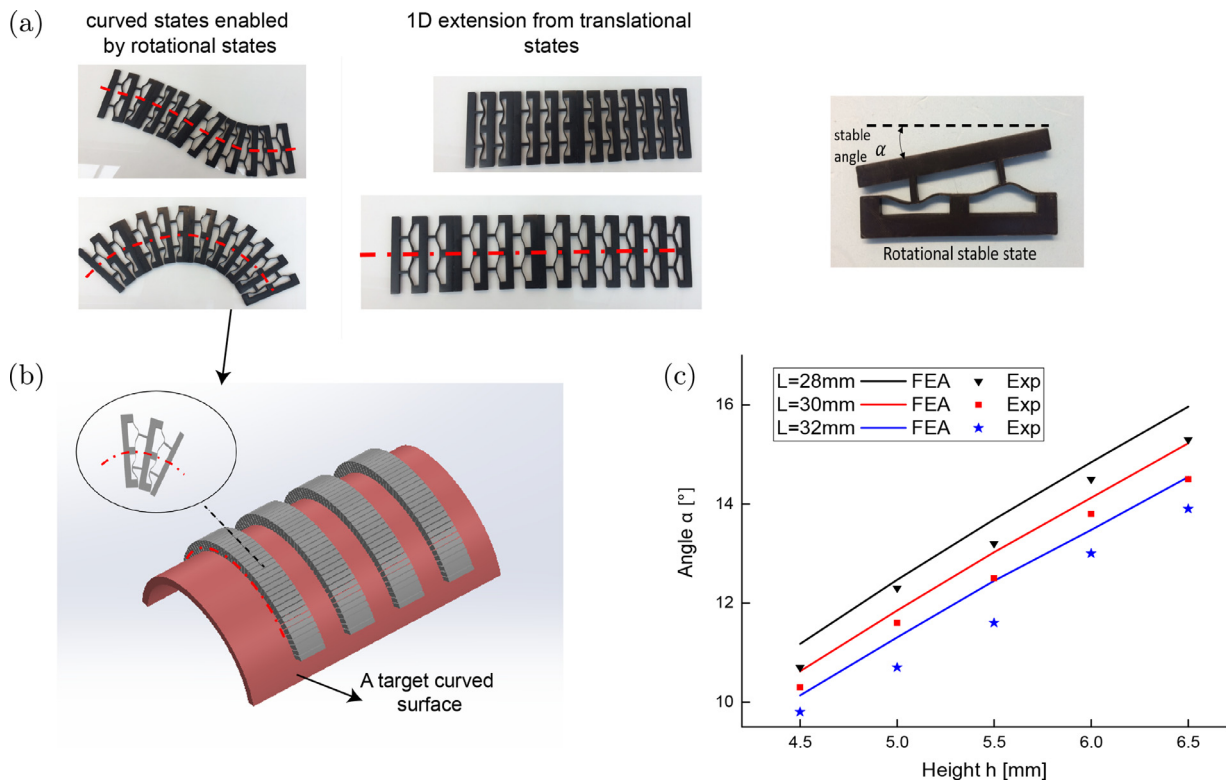 (a)
curved states enabled
by rotational states
1D extension from translational
states
stable
angle α
Rotational stable state
(b)
A target curved
surface
(c)
L=28mm FEA Exp
L=30mm FEA Exp
L=32mm FEA Exp
Angle α [°]
16
14
12
10
4.5 5.0 5.5 6.0 6.5
Height h [mm]